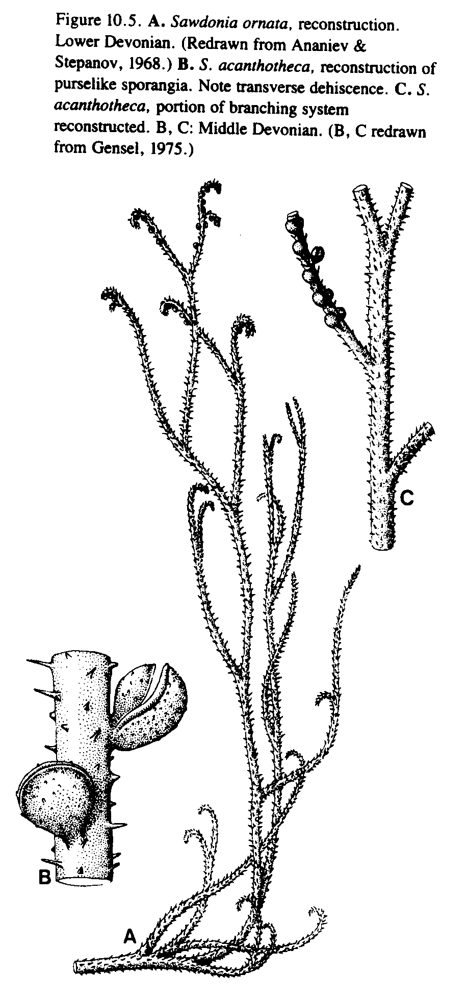 Figure 10.5. A. Sawdonia ornata, reconstruction.
Lower Devonian. (Redrawn from Ananiev &
Stepanov, 1968.) B. S. acanthotheca, reconstruction of
purselike sporangia. Note transverse dehiscence. C. S.
acanthotheca, portion of branching system
reconstructed. B, C: Middle Devonian. (B, C redrawn
from Gensel, 1975.)
C
B
A